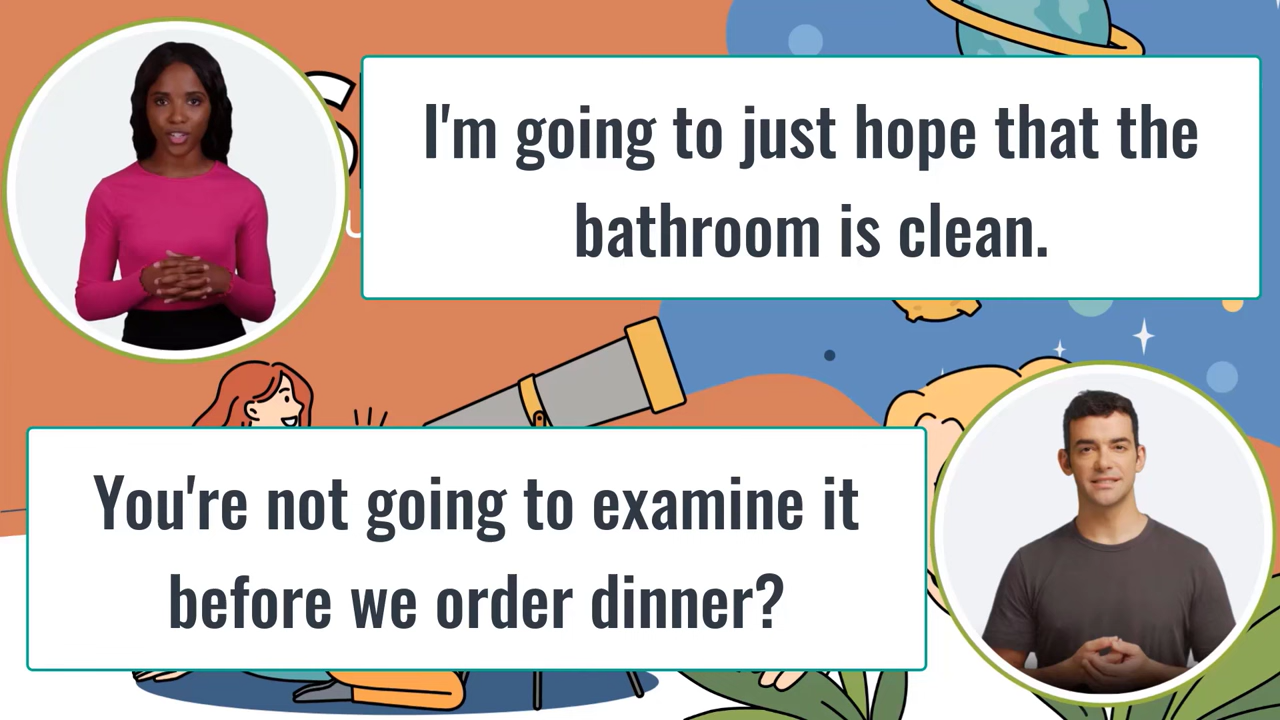 I'm going to just hope that the
bathroom is clean.
You're not going to examine it
before we order dinner?